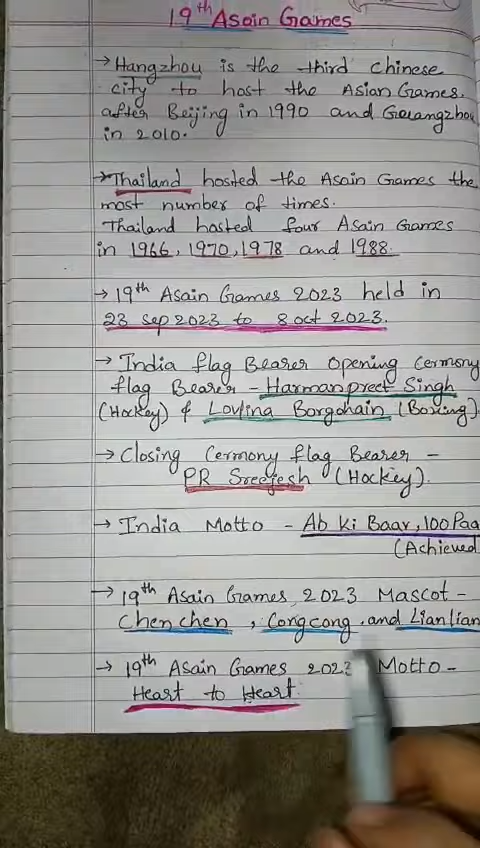 19th Asain Games
→ Hangzhou is the third Chinese
city to host the Asian Games.
after Beijing in 1990 and Guangzhou
in 2010.
→ Thailand hosted the Asain Games the
most number of times.
Thailand hosted four Asain Games
in 1966, 1970, 1978 and 1988.
→ 19th Asain Games 2023 held in
23 Sep 2023 to 8 oct 2023.
→ India flag Bearer opening Cermony
flag Bearer - Harmanpreet Singh
(Hockey) & Lovlina Borgohain (Boxing)
→ Closing Cermony flag Bearer -
PR Sreejesh (Hockey).
→ India Motto - Ab Ki Baar, 100 Paa
(Achieved
→ 19th Asain Games 2023 Mascot -
Chenchen, Congcong and Lianlian
→ 19th Asain Games 2023 Motto -
Heart to Heart.